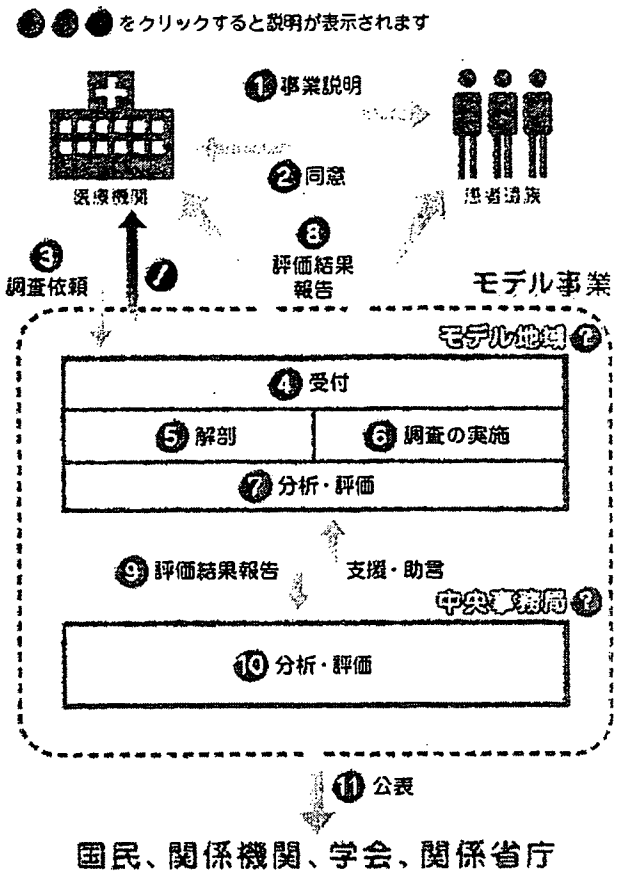 をクリックすると説明が表示されます
1 事業説明
医療機関
2 同意
患者遺族
3
調査依頼
!
8
評価結果
報告
モデル事業
モデル地域 ?
4 受付
5 解剖
6 調査の実施
7 分析・評価
9 評価結果報告
支援・助言
中央事務局 ?
10 分析・評価
11 公表
国民、関係機関、学会、関係省庁